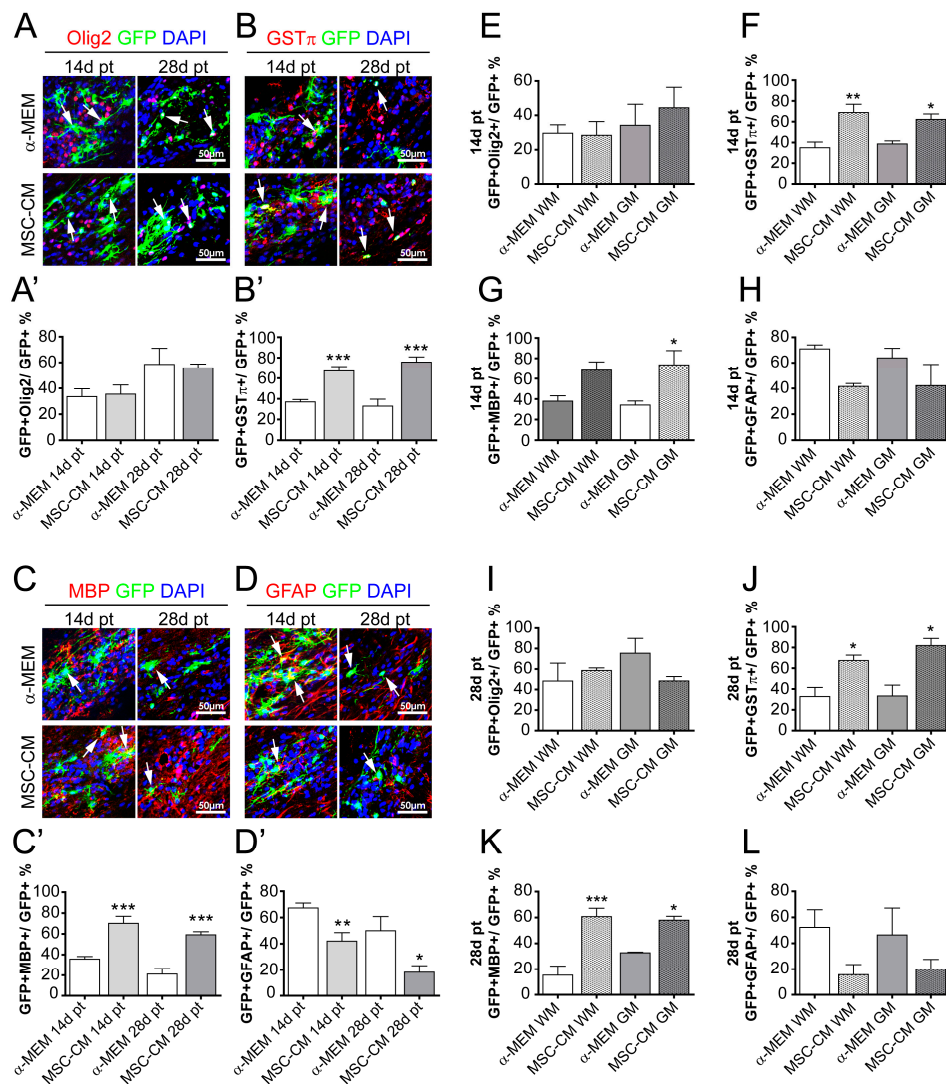 A
Olig2 GFP DAPI
14d pt
28d pt
α-MEM
MSC-CM
50µm
50µm
B
GSTπ GFP DAPI
14d pt
28d pt
50µm
50µm
E
14d pt
GFP+Olig2+/ GFP+ %
60
40
20
0
α-MEM WM
MSC-CM WM
α-MEM GM
MSC-CM GM
F
14d pt
GFP+GSTπ+/ GFP+ %
100
80
60
40
20
0
**
*
α-MEM WM
MSC-CM WM
α-MEM GM
MSC-CM GM
A'
GFP+Olig2/ GFP+ %
80
60
40
20
0
α-MEM 14d pt
MSC-CM 14d pt
α-MEM 28d pt
MSC-CM 28d pt
B'
GFP+GSTπ+/ GFP+ %
100
80
60
40
20
0
***
***
α-MEM 14d pt
MSC-CM 14d pt
α-MEM 28d pt
MSC-CM 28d pt
G
14d pt
GFP+MBP+/ GFP+ %
100
80
60
40
20
0
*
α-MEM WM
MSC-CM WM
α-MEM GM
MSC-CM GM
H
14d pt
GFP+GFAP+/ GFP+ %
80
60
40
20
0
α-MEM WM
MSC-CM WM
α-MEM GM
MSC-CM GM
C
MBP GFP DAPI
14d pt
28d pt
α-MEM
MSC-CM
50µm
50µm
D
GFAP GFP DAPI
14d pt
28d pt
50µm
50µm
I
28d pt
GFP+Olig2+/ GFP+ %
100
80
60
40
20
0
α-MEM WM
MSC-CM WM
α-MEM GM
MSC-CM GM
J
28d pt
GFP+GSTπ+/ GFP+ %
100
80
60
40
20
0
*
*
α-MEM WM
MSC-CM WM
α-MEM GM
MSC-CM GM
C'
GFP+MBP+/ GFP+ %
100
80
60
40
20
0
***
***
α-MEM 14d pt
MSC-CM 14d pt
α-MEM 28d pt
MSC-CM 28d pt
D'
GFP+GFAP+/ GFP+ %
80
60
40
20
0
**
*
α-MEM 14d pt
MSC-CM 14d pt
α-MEM 28d pt
MSC-CM 28d pt
K
28d pt
GFP+MBP+/ GFP+ %
80
60
40
20
0
***
*
α-MEM WM
MSC-CM WM
α-MEM GM
MSC-CM GM
L
28d pt
GFP+GFAP+/ GFP+ %
80
60
40
20
0
α-MEM WM
MSC-CM WM
α-MEM GM
MSC-CM GM